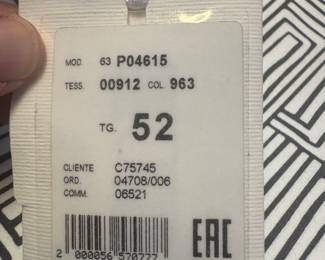 MOD. 63 P04615
TESS. 00912 COL. 963
TG. 52
CLIENTE C75745
ORD. 04708/006
COMM. 06521
EAC
2 000056 570777